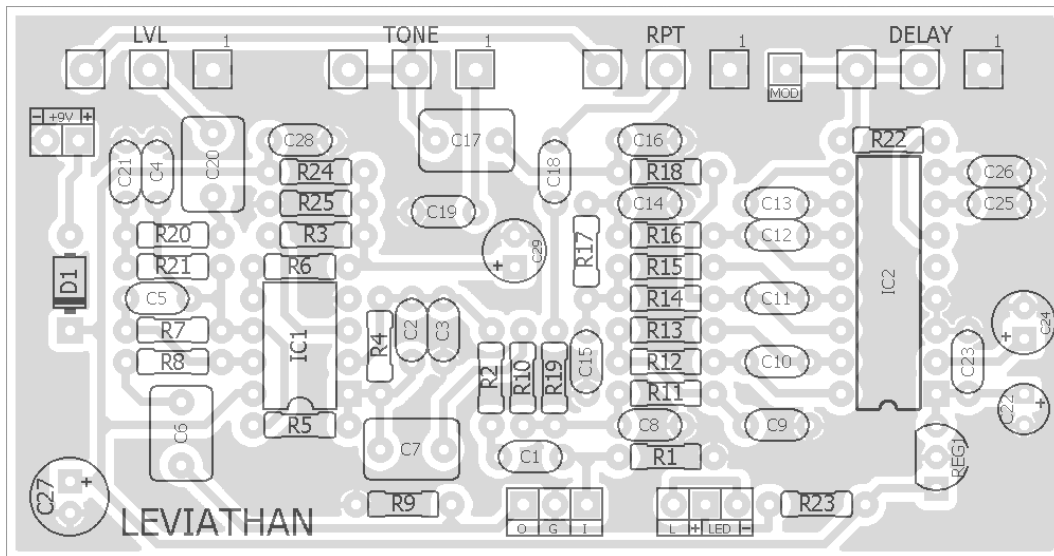 LVL TONE RPT DELAY
1 1 1 1
MOD
- +9V +
C21 C4 C20 C28 C17 C18 C16 R22
R24 R18 C26
R25 C19 C14 C13 C25
R20 R3 C29 + R17 R16 C12
R21 R6 R15 IC2
D1 C5 R14 C11
R7 IC1 R4 C2 C3 R13 C24 +
R8 R2 R10 R19 C15 R12 C10 C23
R11
C6 R5 C7 C8 C9 C22 +
C1 R1 REG1
C27 + R9 R23
LEVIATHAN O G I L + LED -